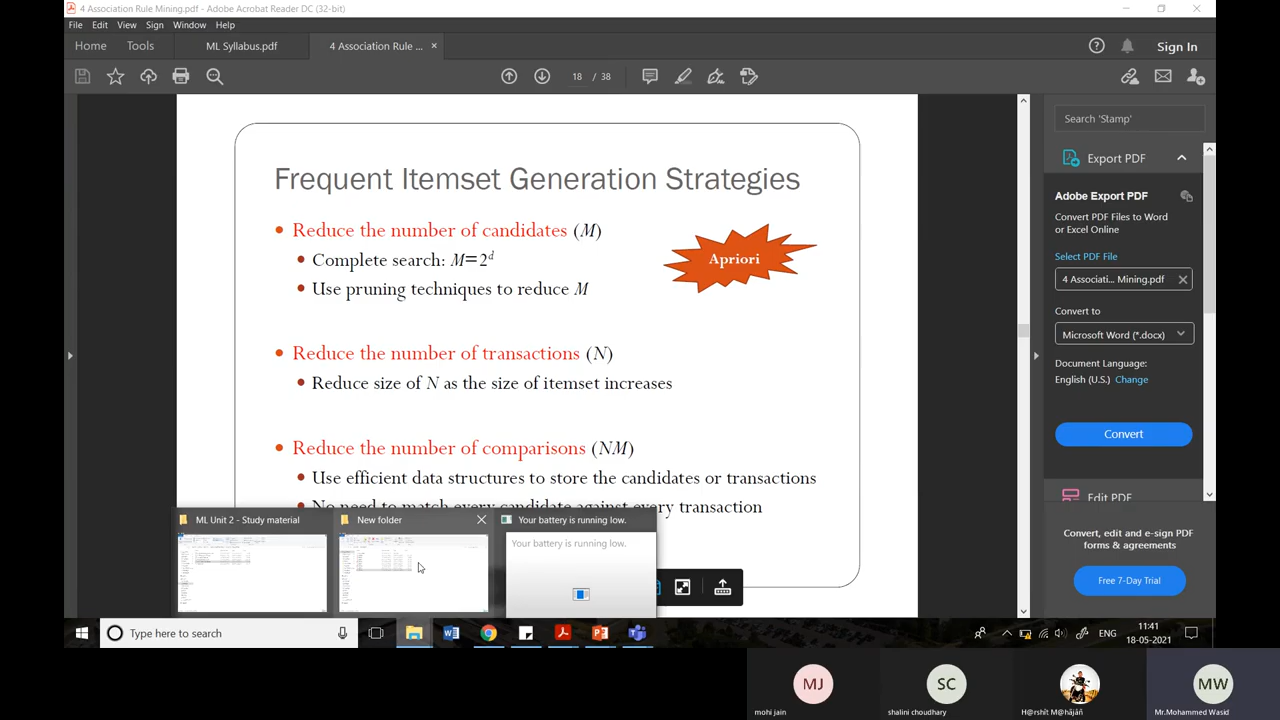 4 Association Rule Mining.pdf - Adobe Acrobat Reader DC (32-bit)
File Edit View Sign Window Help
Home Tools ML Syllabus.pdf 4 Association Rule ... × Sign In
18 / 38
Search 'Stamp'
Frequent Itemset Generation Strategies
• Reduce the number of candidates (M)
• Complete search: M=2^d
• Use pruning techniques to reduce M
Apriori
• Reduce the number of transactions (N)
• Reduce size of N as the size of itemset increases
• Reduce the number of comparisons (NM)
• Use efficient data structures to store the candidates or transactions
• No need to match every candidate against every transaction
Export PDF
Adobe Export PDF
Convert PDF Files to Word
or Excel Online
Select PDF File
4 Associati... Mining.pdf
Convert to
Microsoft Word (*.docx)
Document Language:
English (U.S.) Change
Convert
Edit PDF
Convert, edit and e-sign PDF
forms & agreements
Free 7-Day Trial
ML Unit 2 - Study material
New folder
Your battery is running low.
Your battery is running low.
Type here to search
ENG
11:41
18-05-2021
MJ
mohi jain
SC
shalini choudhary
H@rshît M@hājāñ
MW
Mr.Mohammed Wasid